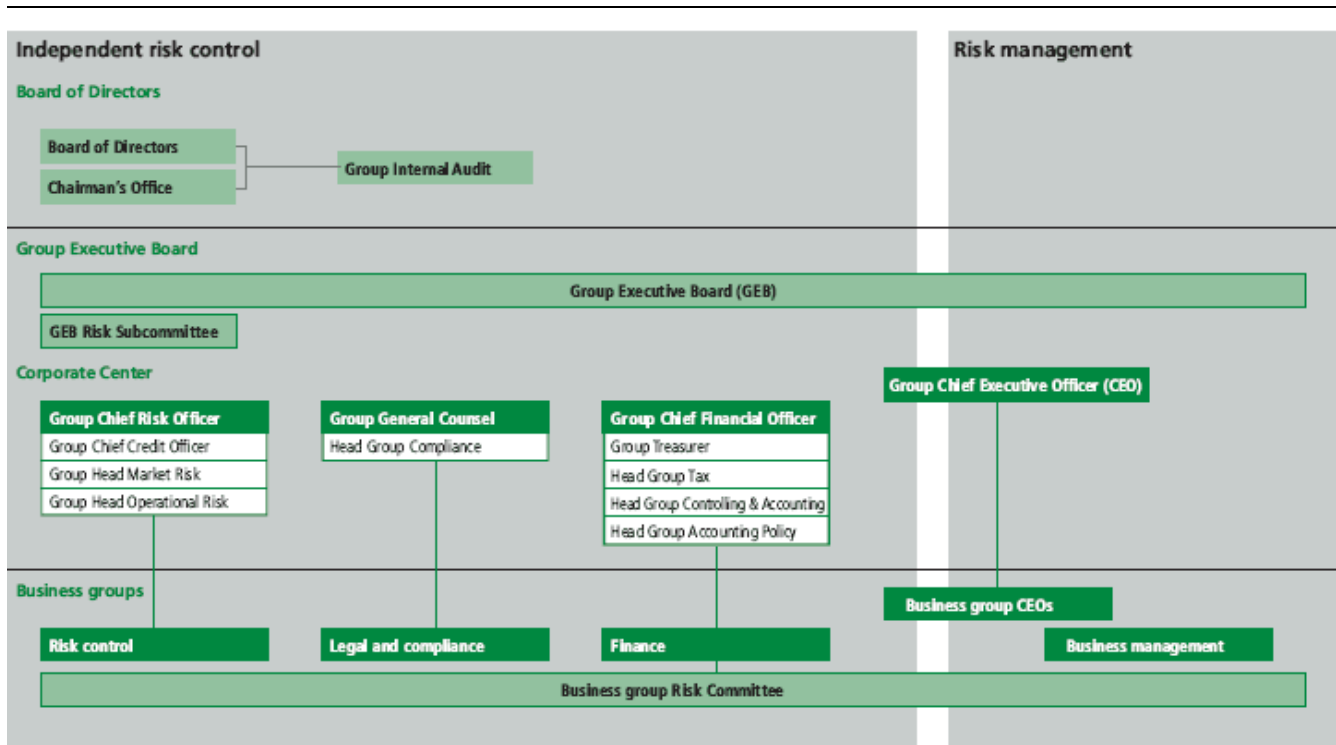 Independent risk control
Risk management
Board of Directors
Board of Directors
Chairman's Office
Group Internal Audit
Group Executive Board
Group Executive Board (GEB)
GEB Risk Subcommittee
Corporate Center
Group Chief Executive Officer (CEO)
Group Chief Risk Officer
Group Chief Credit Officer
Group Head Market Risk
Group Head Operational Risk
Group General Counsel
Head Group Compliance
Group Chief Financial Officer
Group Treasurer
Head Group Tax
Head Group Controlling & Accounting
Head Group Accounting Policy
Business groups
Business group CEOs
Risk control
Legal and compliance
Finance
Business management
Business group Risk Committee